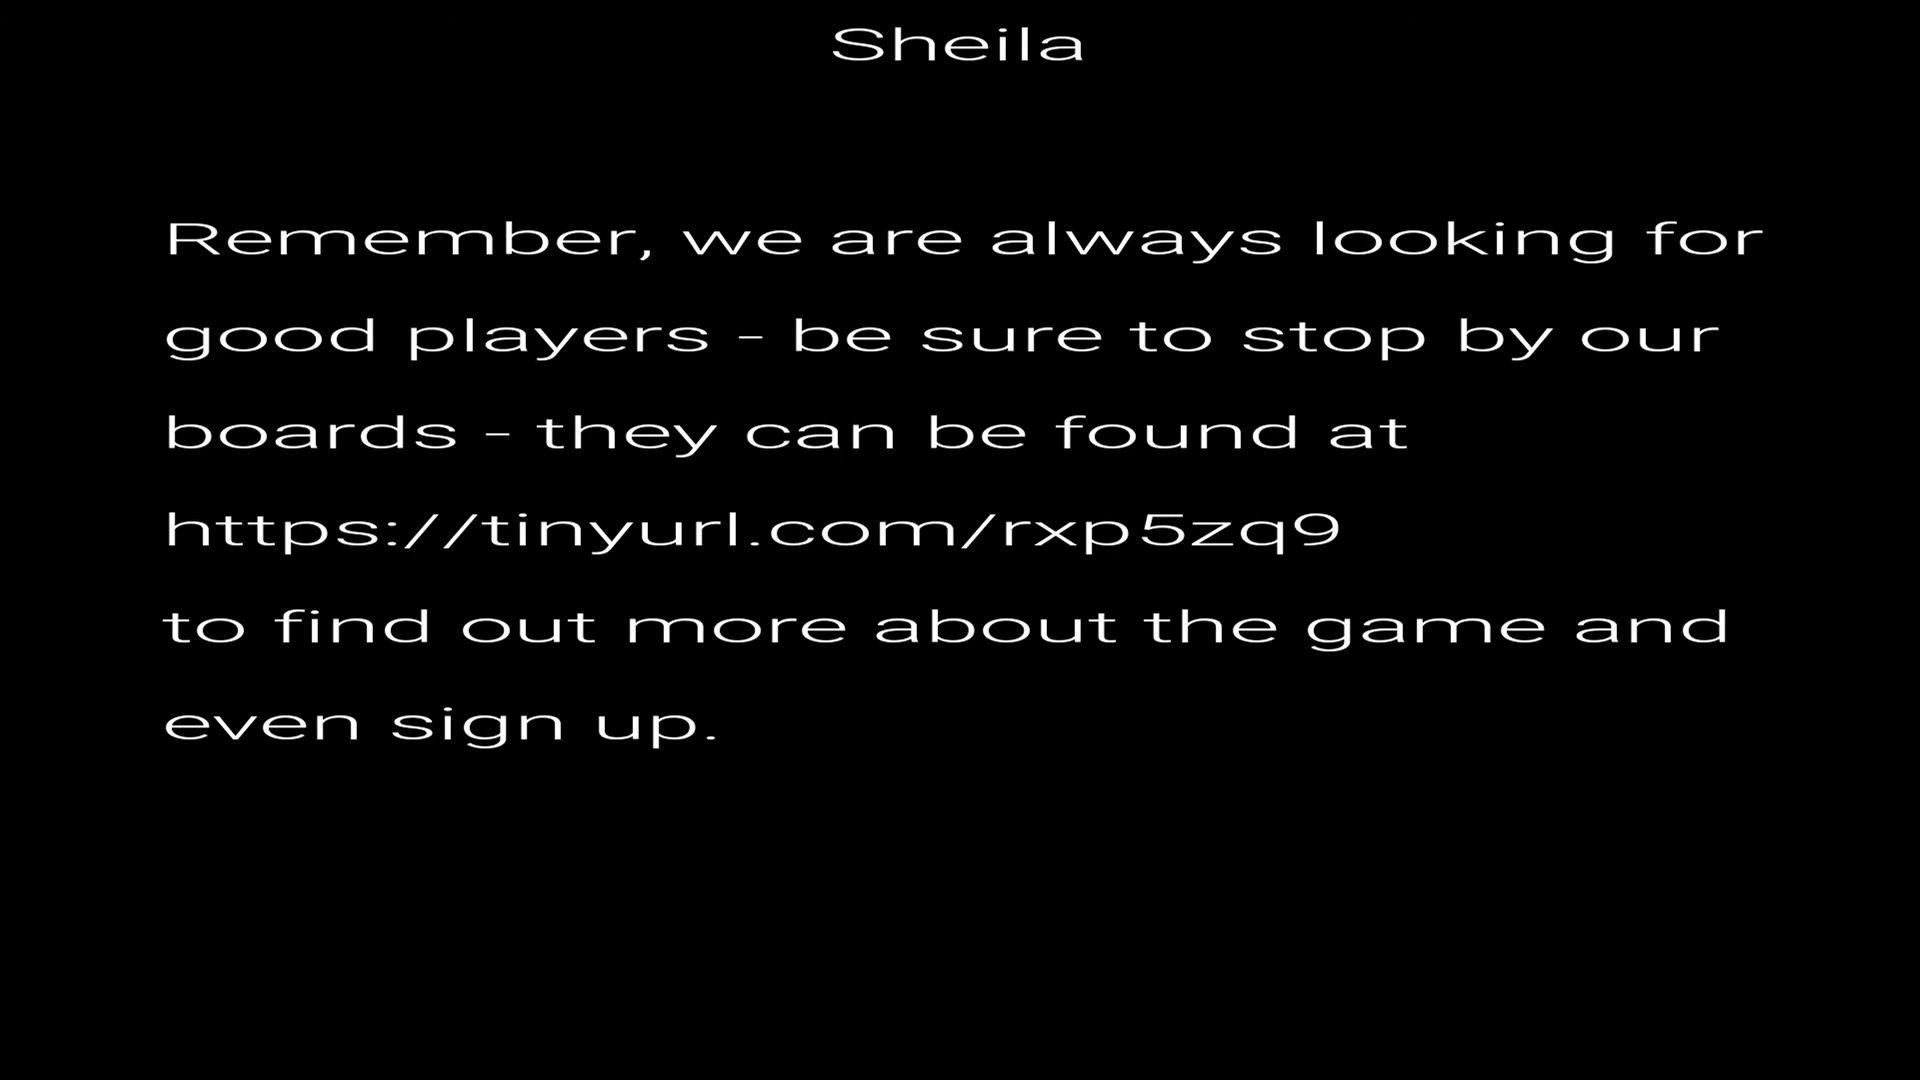 Sheila
Remember, we are always looking for
good players - be sure to stop by our
boards - they can be found at
https://tinyurl.com/rxp5zq9
to find out more about the game and
even sign up.